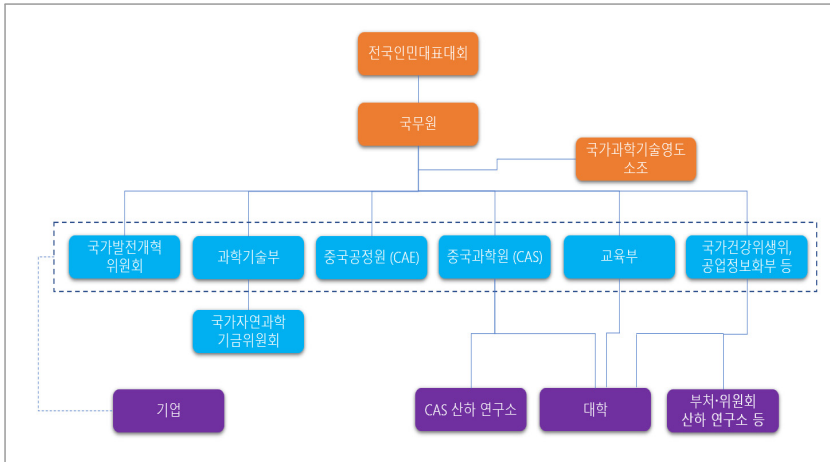 전국인민대표대회
국무원
국가과학기술영도
소조
국가발전개혁
위원회
과학기술부
중국공정원 (CAE)
중국과학원 (CAS)
교육부
국가건강위생위,
공업정보화부 등
국가자연과학
기금위원회
기업
CAS 산하 연구소
대학
부처·위원회
산하 연구소 등